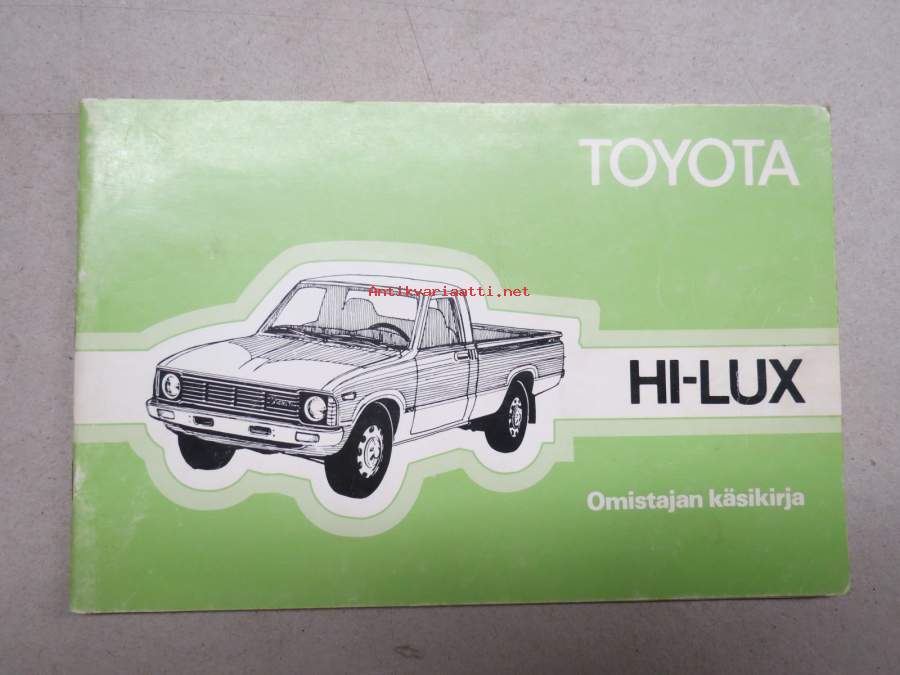 TOYOTA
Antikvariaatti.net
HI-LUX
Omistajan käsikirja